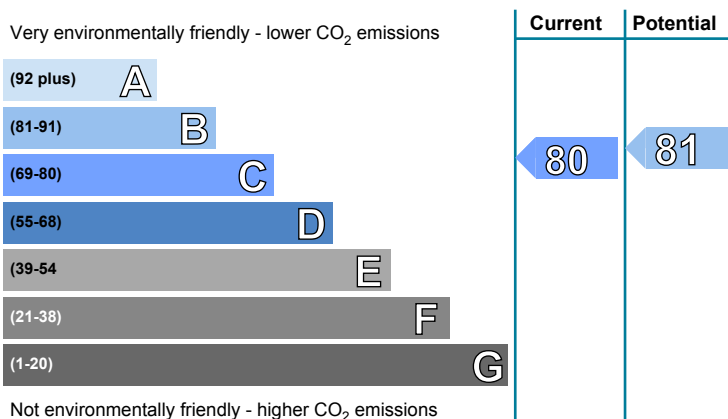 Current Potential
Very environmentally friendly - lower CO2 emissions
(92 plus) A
(81-91) B
(69-80) C
80 81
(55-68) D
(39-54 E
(21-38) F
(1-20) G
Not environmentally friendly - higher CO2 emissions